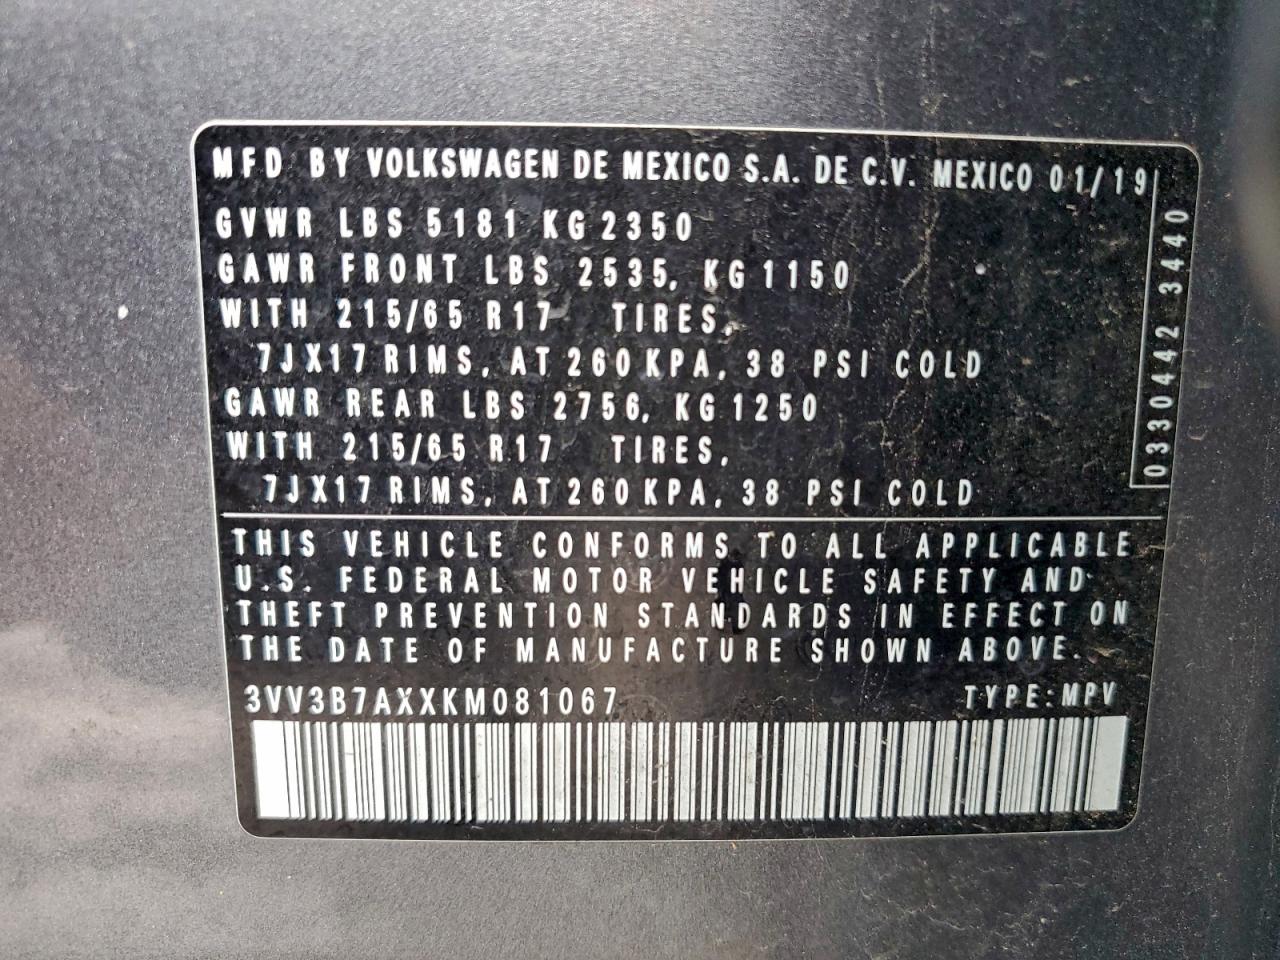 MFD BY VOLKSWAGEN DE MEXICO S.A. DE C.V. MEXICO 01/19
GVWR LBS 5181 KG 2350
GAWR FRONT LBS 2535, KG 1150
WITH 215/65 R17 TIRES,
7JX17 RIMS, AT 260 KPA, 38 PSI COLD
GAWR REAR LBS 2756, KG 1250
WITH 215/65 R17 TIRES,
7JX17 RIMS, AT 260 KPA, 38 PSI COLD
0330442 3440
THIS VEHICLE CONFORMS TO ALL APPLICABLE
U.S. FEDERAL MOTOR VEHICLE SAFETY AND
THEFT PREVENTION STANDARDS IN EFFECT ON
THE DATE OF MANUFACTURE SHOWN ABOVE.
3VV3B7AXXKM081067 TYPE:MPV